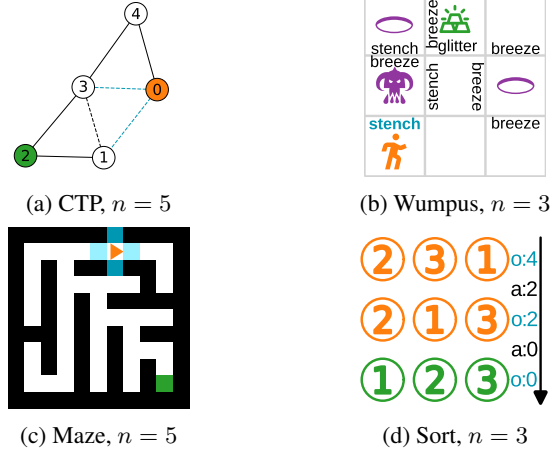 4
3
0
2
1
(a) CTP, n = 5
breeze
stench
glitter
breeze
breeze
stench
breeze
stench
breeze
(b) Wumpus, n = 3
(c) Maze, n = 5
2 3 1 o:4
a:2
2 1 3 o:2
a:0
1 2 3 o:0
(d) Sort, n = 3